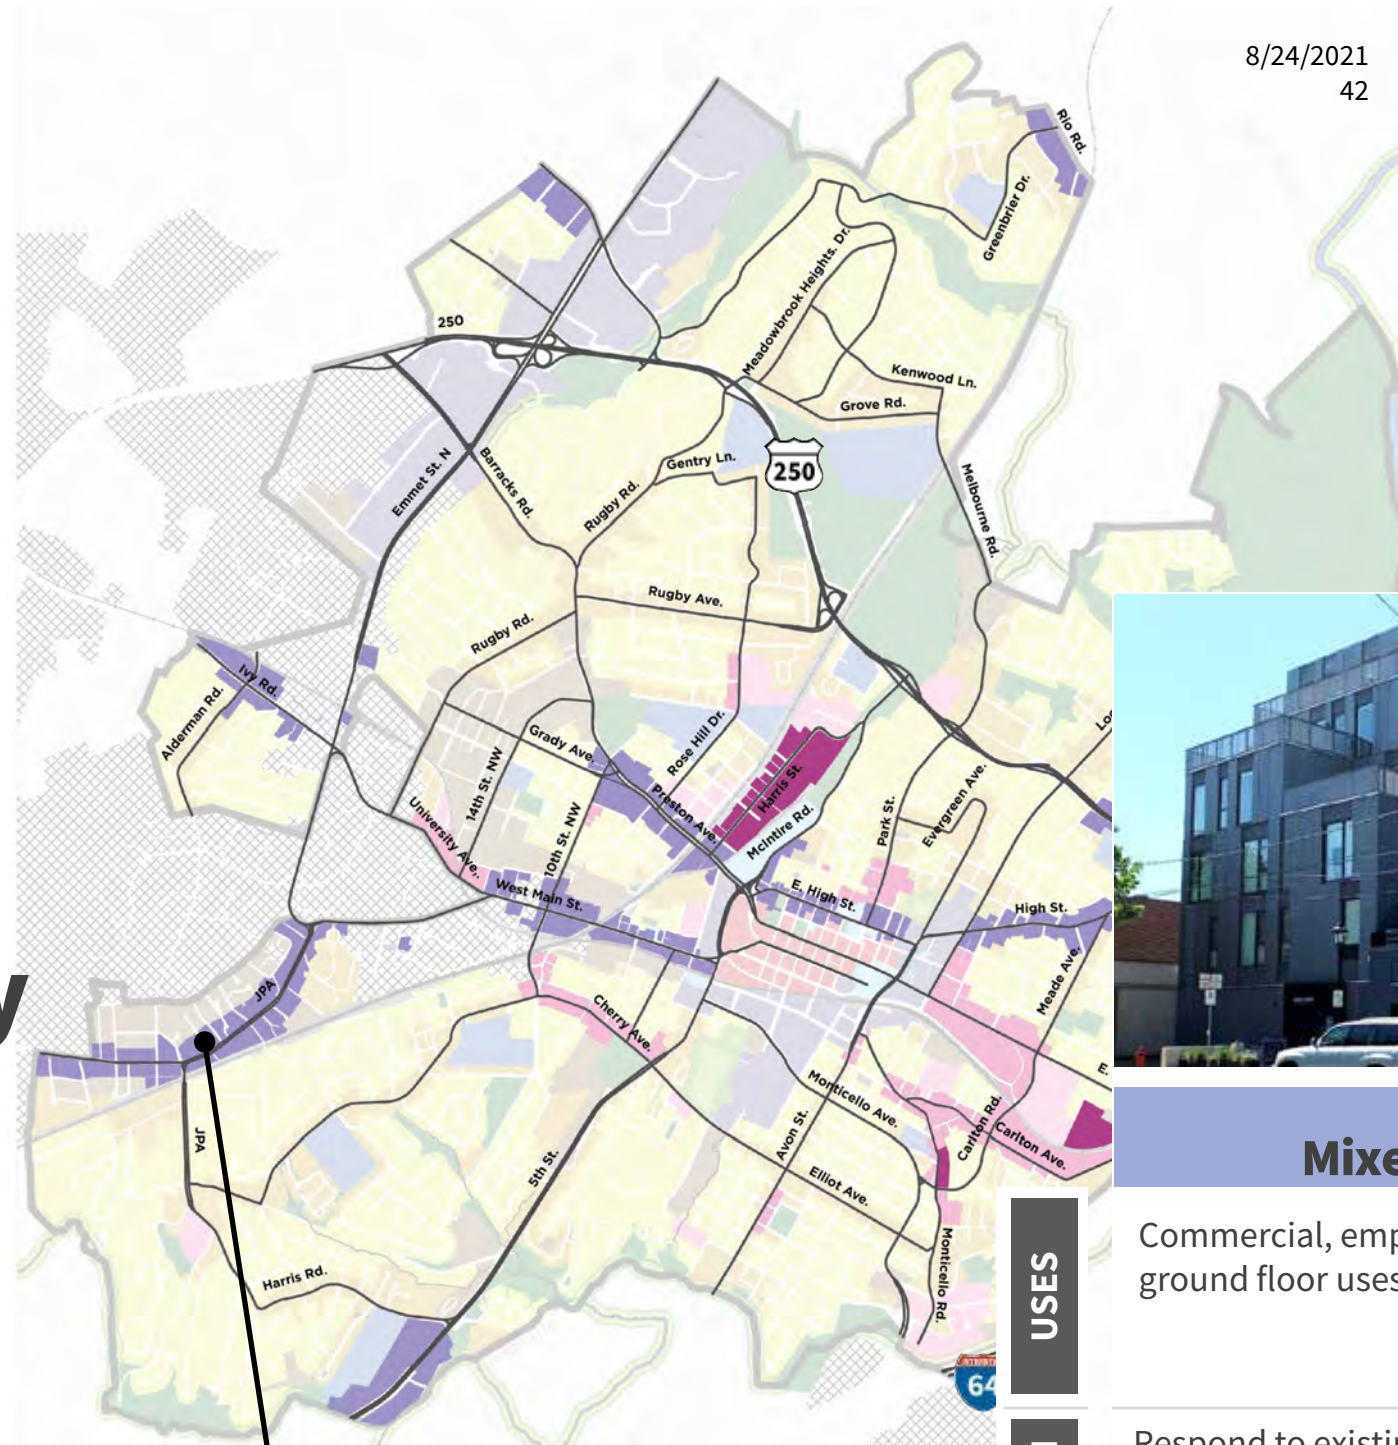 8/24/2021
42
Rio Rd.
Greenbrier Dr.
Meadowbrook Heights. Dr.
250
Kenwood Ln.
Grove Rd.
Emmet St. N
Barracks Rd.
Gentry Ln.
250
Rugby Rd.
Melbourne Rd.
Rugby Ave.
Rugby Rd.
Ivy Rd.
Alderman Rd.
Grady Ave.
Rose Hill Dr.
14th St. NW
Harris St.
Preston Ave.
McIntire Rd.
Park St.
Evergreen Ave.
University Ave.
10th St. NW
West Main St.
E. High St.
High St.
Meade Ave.
y
JPA
Cherry Ave.
E.
Monticello Ave.
Carlton Rd.
Carlton Ave.
JPA
Avon St.
5th St.
Elliot Ave.
Monticello Rd.
Harris Rd.
64
USES
Commercial,
ground floor uses
Respond to